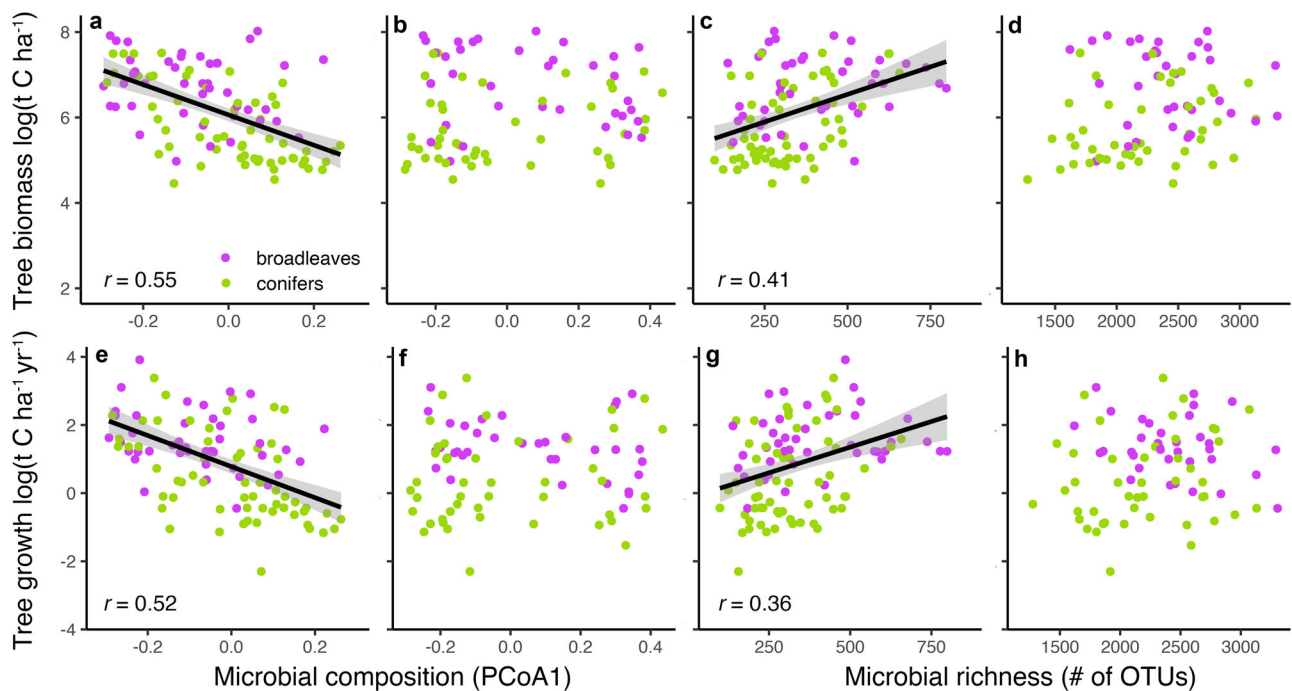 Tree biomass log(t C ha⁻¹)
a
b
c
d
8
6
4
2
broadleaves
conifers
r = 0.55
r = 0.41
-0.2 0.0 0.2
-0.2 0.0 0.2 0.4
250 500 750
1500 2000 2500 3000
Tree growth log(t C ha⁻¹ yr⁻¹)
e
f
g
h
4
2
0
-2
-4
r = 0.52
r = 0.36
-0.2 0.0 0.2
-0.2 0.0 0.2 0.4
250 500 750
1500 2000 2500 3000
Microbial composition (PCoA1)
Microbial richness (# of OTUs)